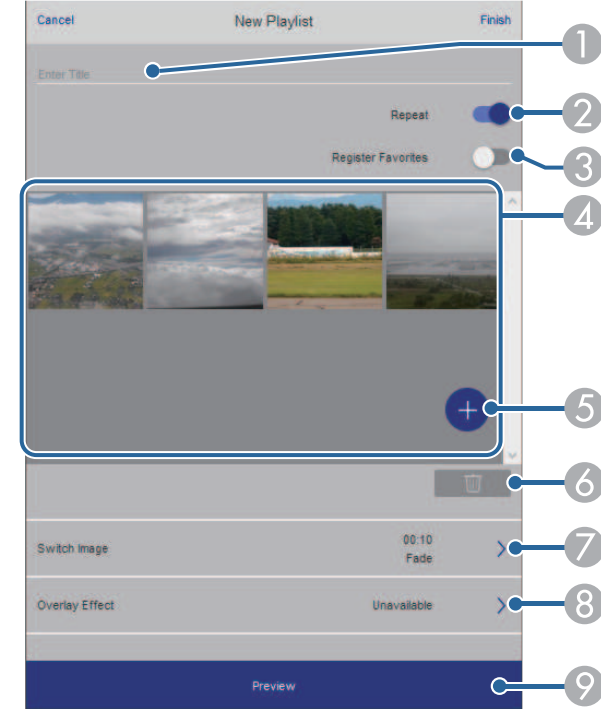 Cancel New Playlist Finish
1
Enter Title
Repeat 2
Register Favorites 3
4
5
6
Switch Image 00:10 Fade 7
Overlay Effect Unavailable 8
Preview 9